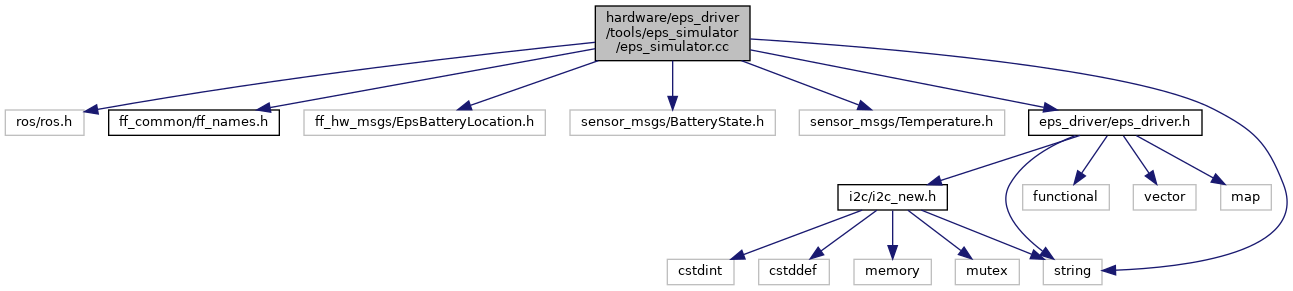 hardware/eps_driver
/tools/eps_simulator
/eps_simulator.cc
ros/ros.h
ff_common/ff_names.h
ff_hw_msgs/EpsBatteryLocation.h
sensor_msgs/BatteryState.h
sensor_msgs/Temperature.h
eps_driver/eps_driver.h
i2c/i2c_new.h
functional
vector
map
cstdint
cstddef
memory
mutex
string